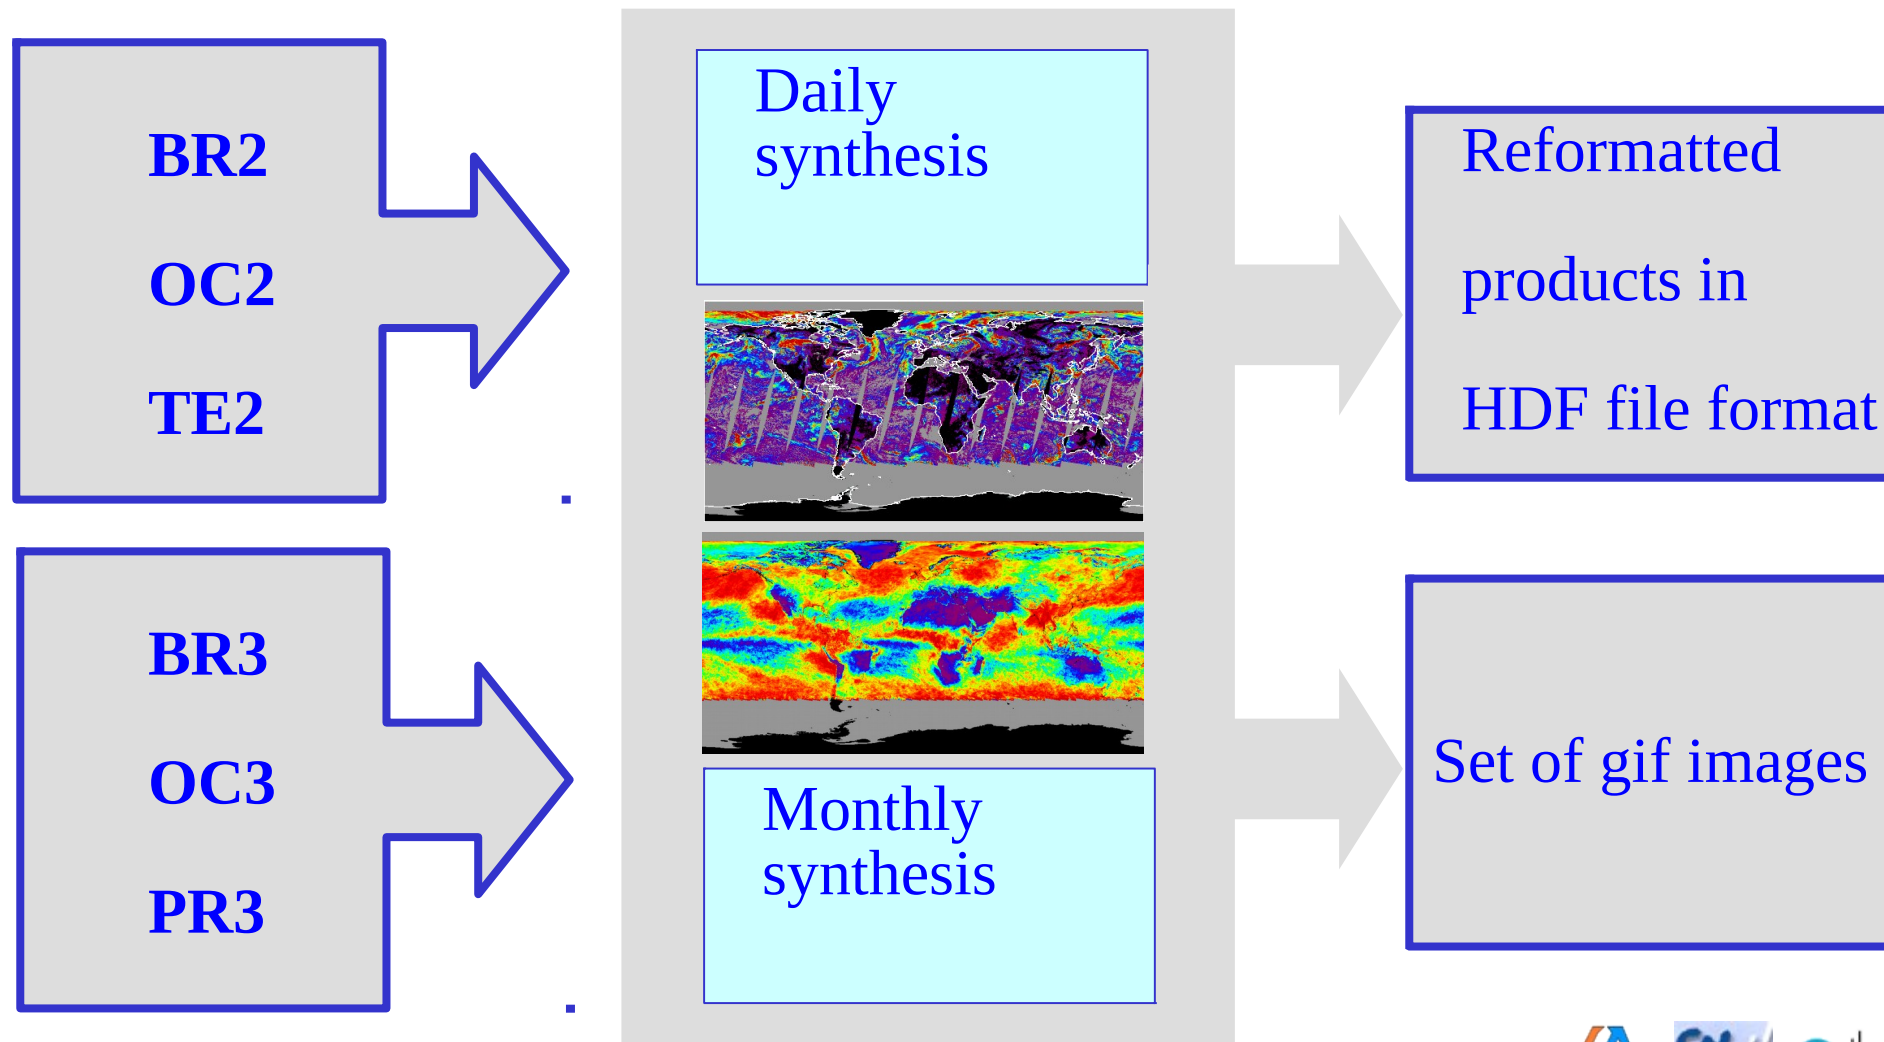 BR2
OC2
TE2
BR3
OC3
PR3
Daily
synthesis
Monthly
synthesis
Reformatted
products in
HDF file format
Set of gif images